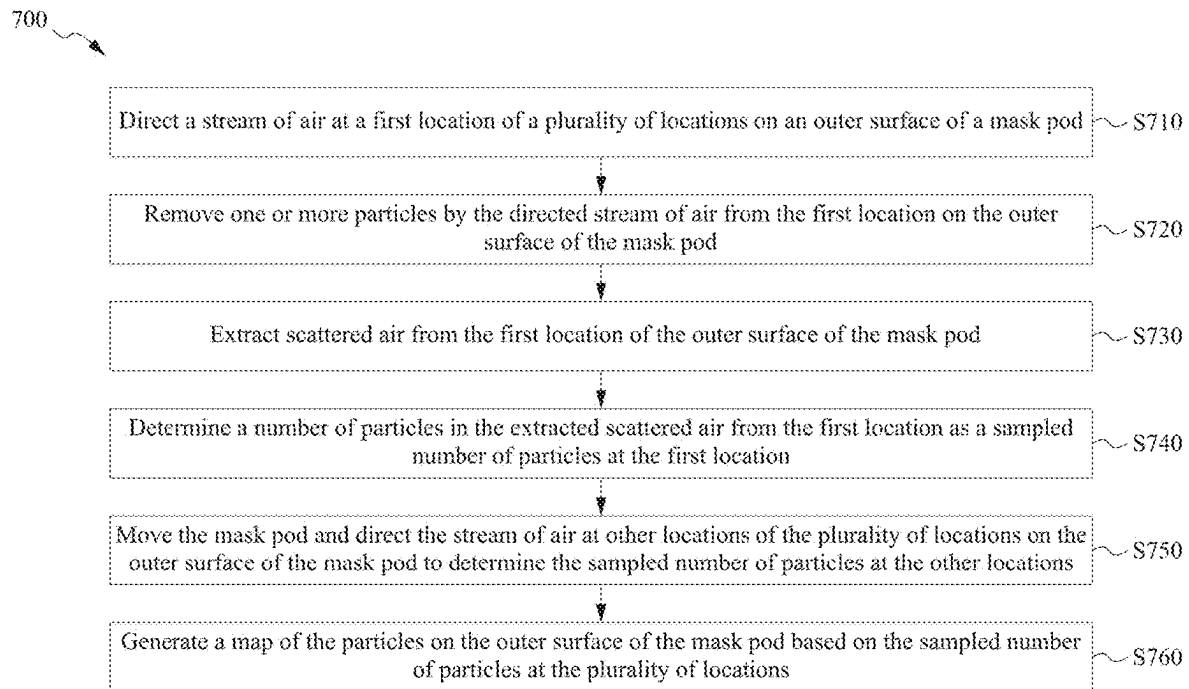 700
Direct a stream of air at a first location of a plurality of locations on an outer surface of a mask pod
S710
Remove one or more particles by the directed stream of air from the first location on the outer
surface of the mask pod
S720
Extract scattered air from the first location of the outer surface of the mask pod
S730
Determine a number of particles in the extracted scattered air from the first location as a sampled
number of particles at the first location
S740
Move the mask pod and direct the stream of air at other locations of the plurality of locations on the
outer surface of the mask pod to determine the sampled number of particles at the other locations
S750
Generate a map of the particles on the outer surface of the mask pod based on the sampled number
of particles at the plurality of locations
S760